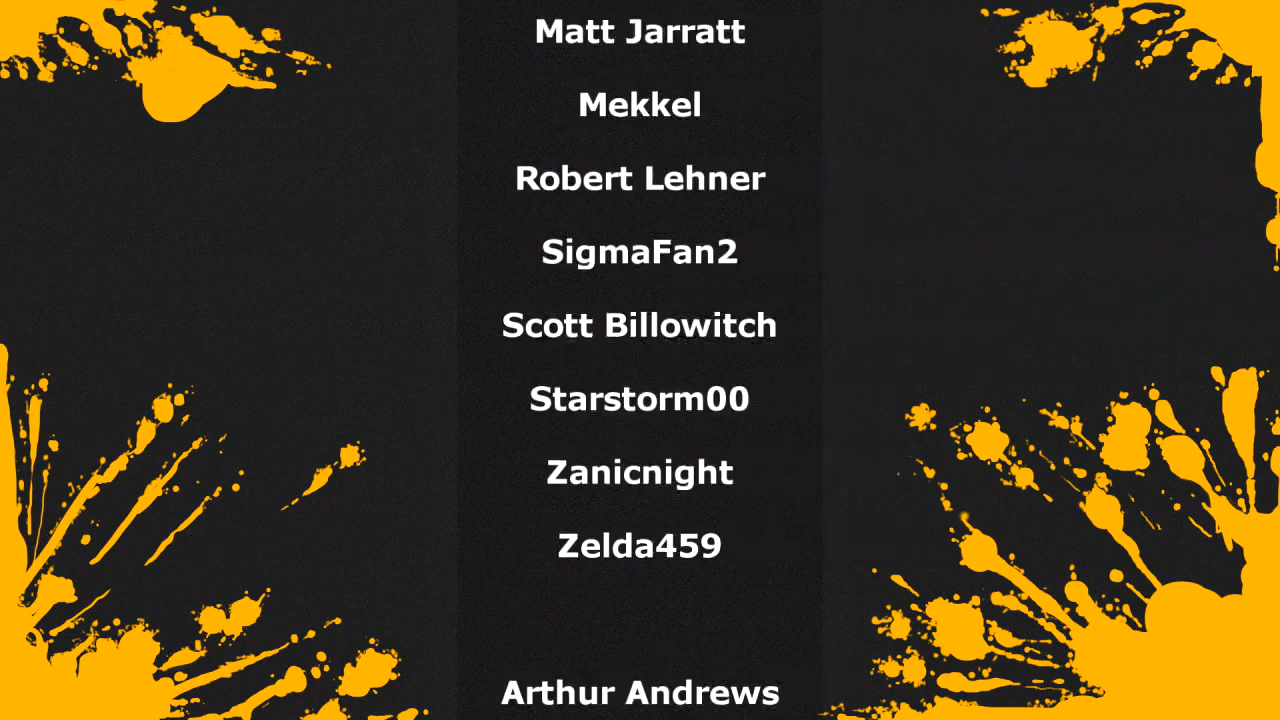 Matt Jarratt
Mekkel
Robert Lehner
SigmaFan2
Scott Billowitch
Starstorm00
Zanicnight
Zelda459
Arthur Andrews